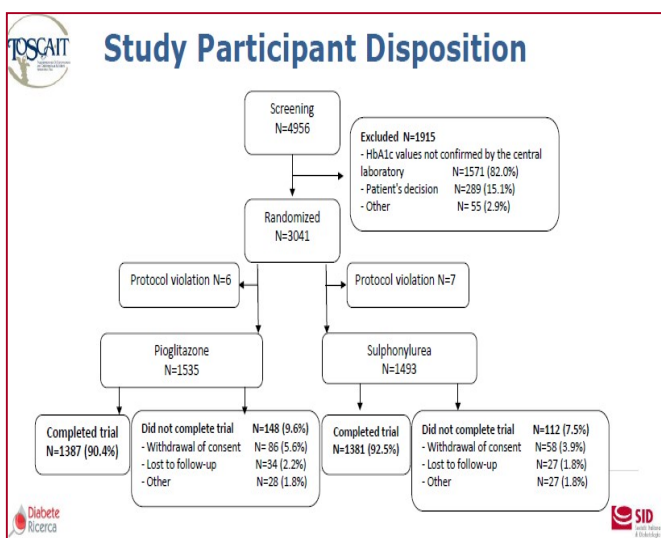 TOSCA.IT
Study Participant Disposition
Screening
N=4956
Excluded N=1915
- HbA1c values not confirmed by the central
laboratory N=1571 (82.0%)
- Patient's decision N=289 (15.1%)
- Other N= 55 (2.9%)
Randomized
N=3041
Protocol violation N=6
Protocol violation N=7
Pioglitazone
N=1535
Sulphonylurea
N=1493
Completed trial
N=1387 (90.4%)
Did not complete trial N=148 (9.6%)
- Withdrawal of consent N= 86 (5.6%)
- Lost to follow-up N=34 (2.2%)
- Other N=28 (1.8%)
Completed trial
N=1381 (92.5%)
Did not complete trial N=112 (7.5%)
- Withdrawal of consent N=58 (3.9%)
- Lost to follow-up N=27 (1.8%)
- Other N=27 (1.8%)
Diabete
Ricerca
SID